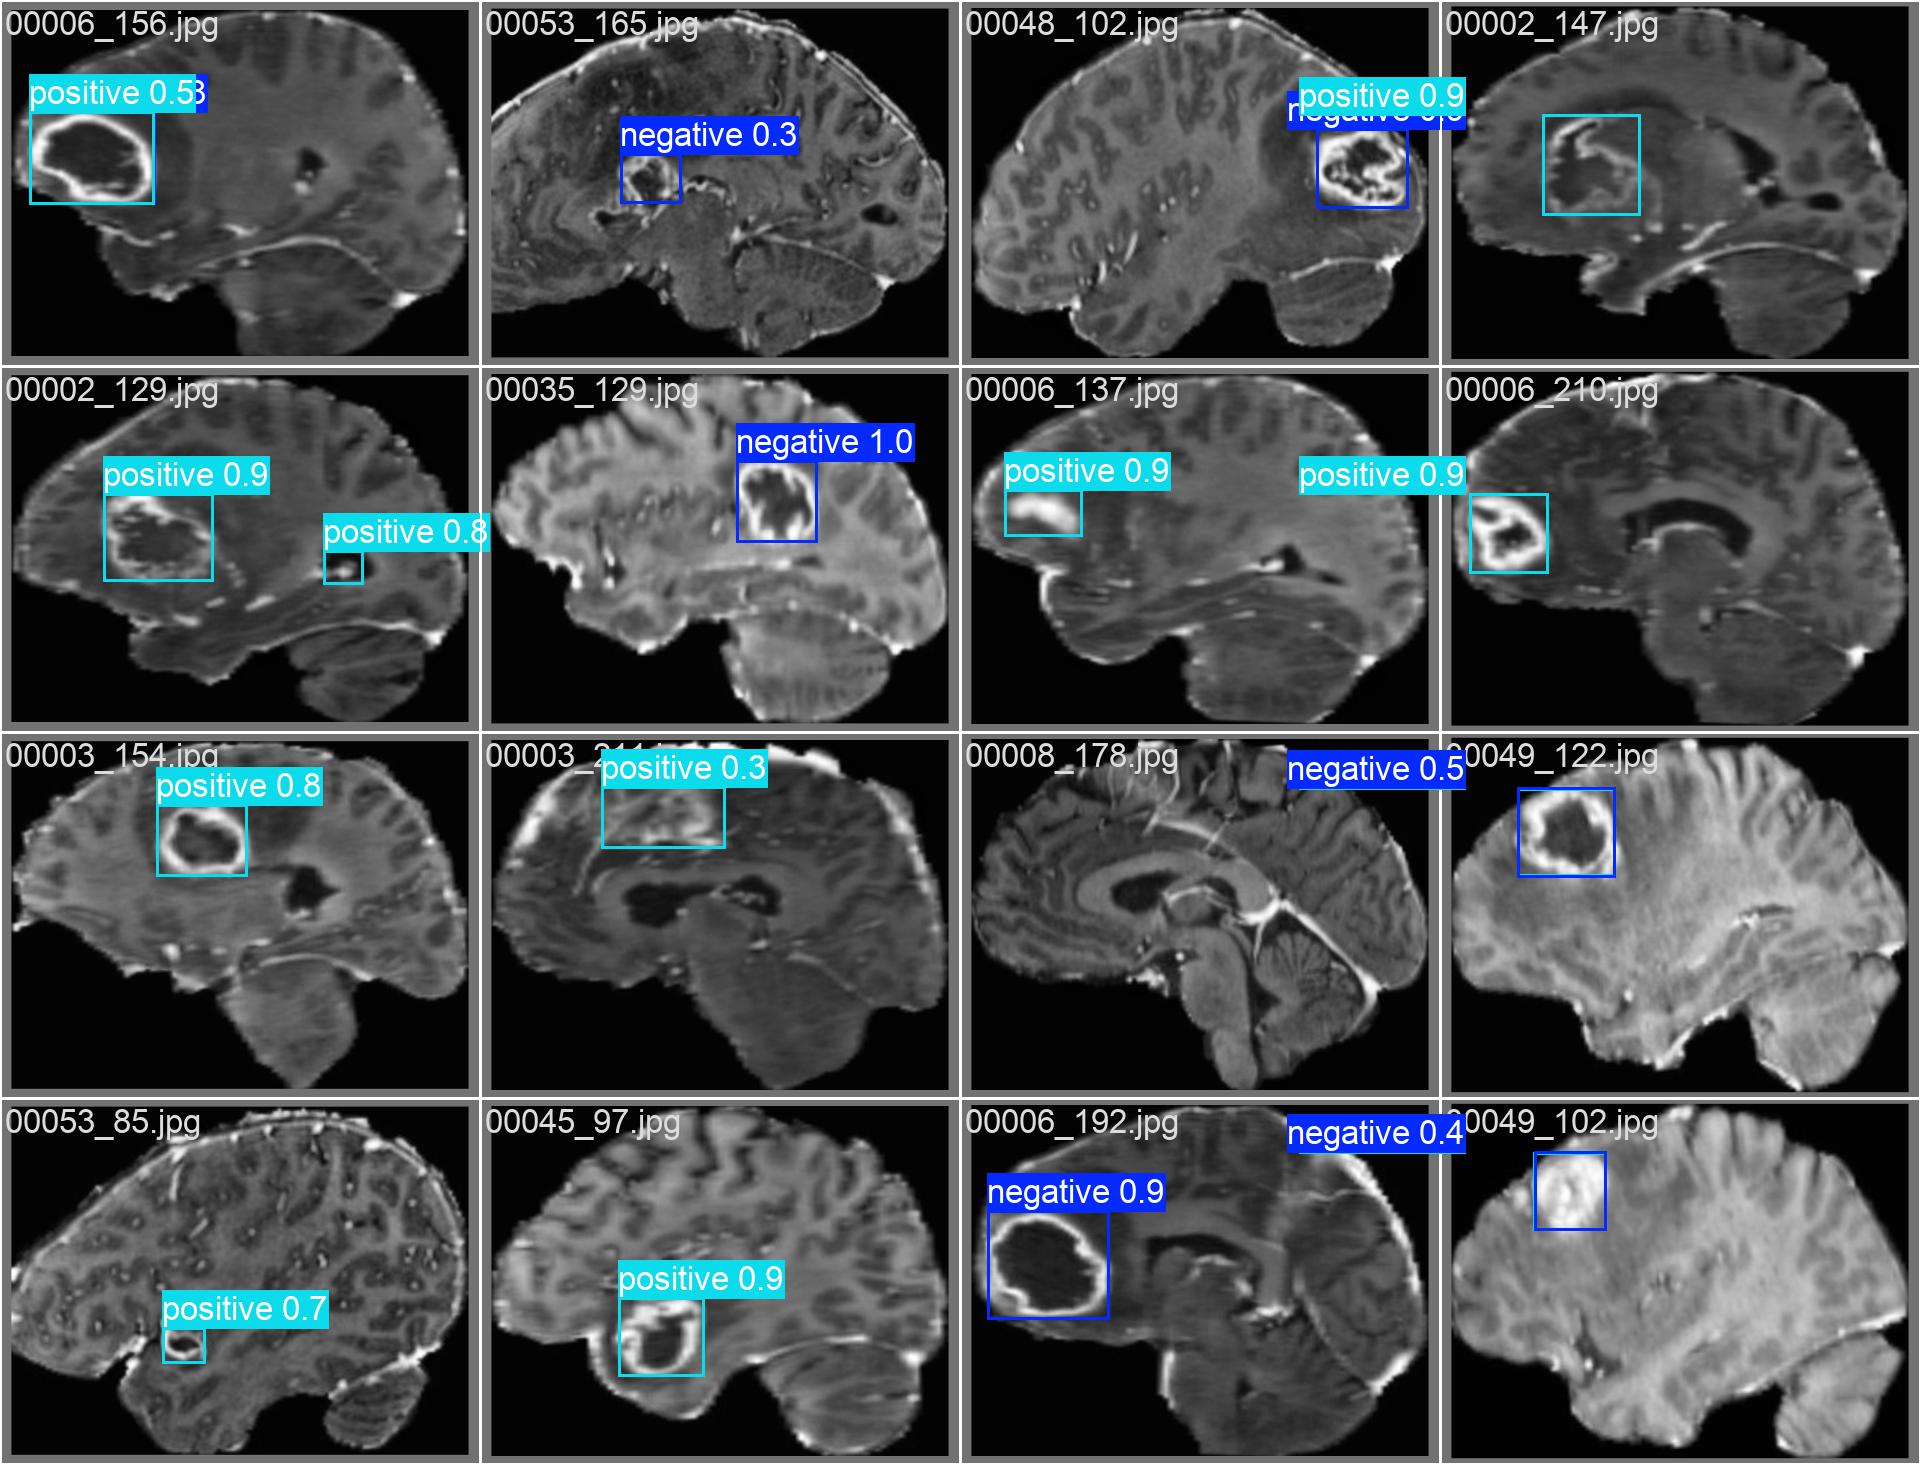 00006_156.jpg
positive 0.5
00053_165.jpg
negative 0.3
00048_102.jpg
positive 0.9
00002_147.jpg
positive 0.9
00002_129.jpg
positive 0.9
positive 0.8
00035_129.jpg
negative 1.0
00006_137.jpg
positive 0.9
00006_210.jpg
positive 0.9
00003_154.jpg
positive 0.8
positive 0.3
00008_178.jpg
negative 0.5
0049_122.jpg
00053_85.jpg
positive 0.7
00045_97.jpg
positive 0.9
00006_192.jpg
negative 0.9
negative 0.4
0049_102.jpg